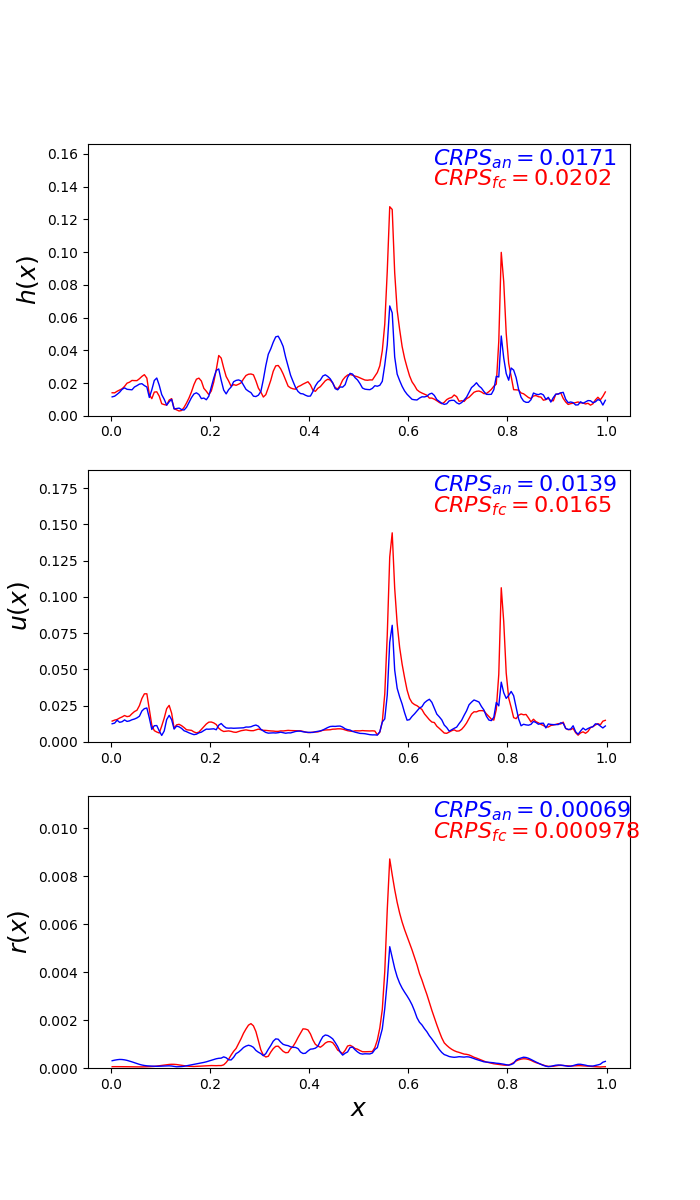 CRPS_an = 0.0171
CRPS_fc = 0.0202
0.16
0.14
0.12
0.10
0.08
0.06
0.04
0.02
0.00
h(x)
0.0 0.2 0.4 0.6 0.8 1.0
CRPS_an = 0.0139
CRPS_fc = 0.0165
0.175
0.150
0.125
0.100
0.075
0.050
0.025
0.000
u(x)
0.0 0.2 0.4 0.6 0.8 1.0
CRPS_an = 0.00069
CRPS_fc = 0.000978
0.010
0.008
0.006
0.004
0.002
0.000
r(x)
0.0 0.2 0.4 0.6 0.8 1.0
x